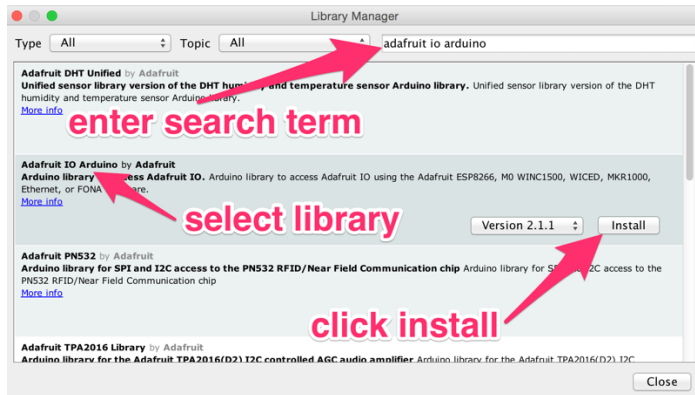 Library Manager
Type All Topic All adafruit io arduino
Adafruit DHT Unified by Adafruit
Unified sensor library version of the DHT and temperature sensor Arduino library. Unified sensor library version of the DHT
humidity and temperature sensor Arduino library.
More info
enter search term
Adafruit IO Arduino by Adafruit
Arduino library to access Adafruit IO. Arduino library to access Adafruit IO using the Adafruit ESP8266, M0 WINC1500, WICED, MKR1000,
Ethernet, or FONA
More info
select library
Version 2.1.1 Install
Adafruit PN532 by Adafruit
Arduino library for SPI and I2C access to the PN532 RFID/Near Field Communication chip Arduino library for I2C access to the
PN532 RFID/Near Field Communication chip
More info
click install
Adafruit TPA2016 Library by Adafruit
Arduino library for the Adafruit TPA2016(D2) I2C controlled AGC audio amplifier Arduino library for the Adafruit TPA2016(D2) I2C
Close